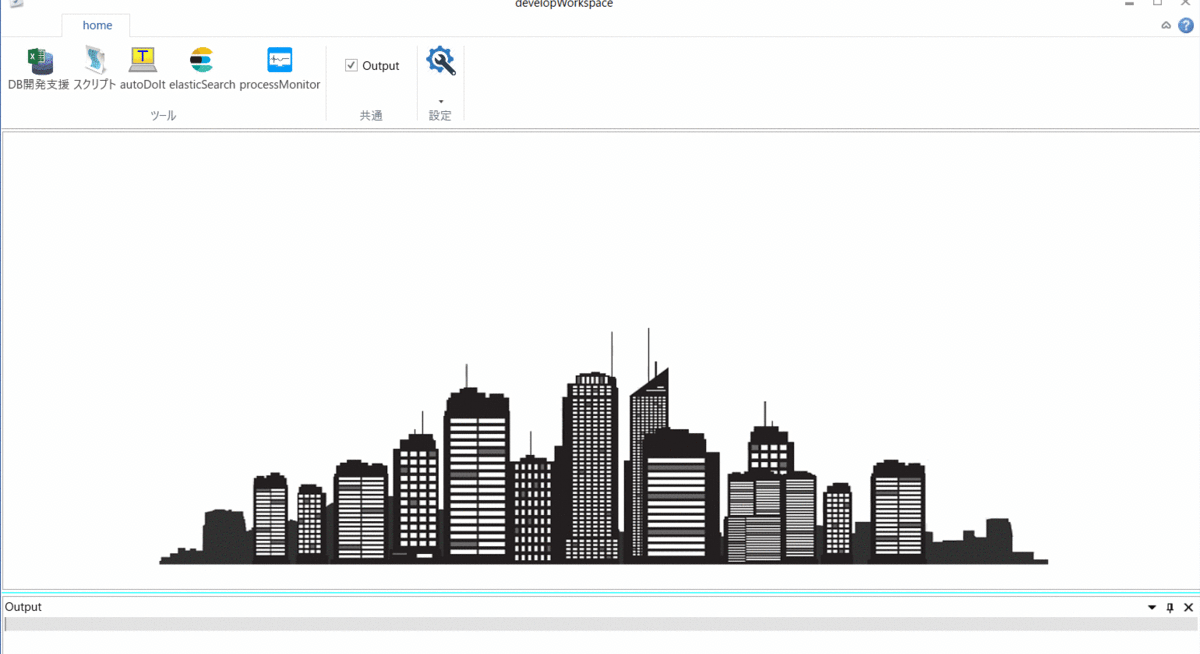 developWorkspace
home
DB開発支援 スクリプト autoDoIt elasticSearch processMonitor
T
Output
ツール 共通 設定
Output